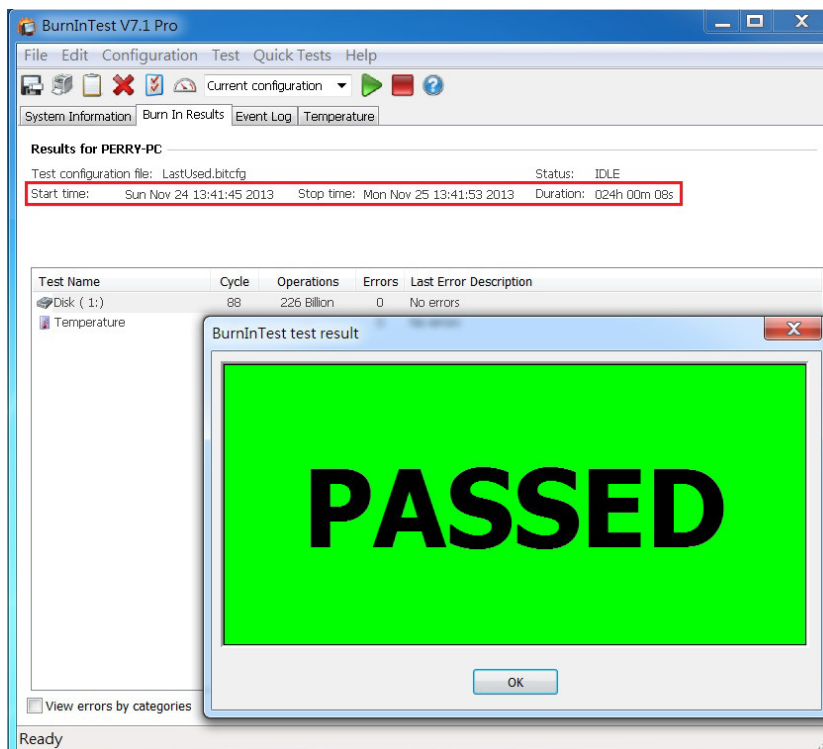 BurnInTest V7.1 Pro
File Edit Configuration Test Quick Tests Help
Current configuration
System Information Burn In Results Event Log Temperature
Results for PERRY-PC
Test configuration file: LastUsed.bitcfg Status: IDLE
Start time: Sun Nov 24 13:41:45 2013 Stop time: Mon Nov 25 13:41:53 2013 Duration: 024h 00m 08s
Test Name Cycle Operations Errors Last Error Description
Disk ( 1:) 88 226 Billion 0 No errors
Temperature
BurnInTest test result
PASSED
OK
View errors by categories
Ready